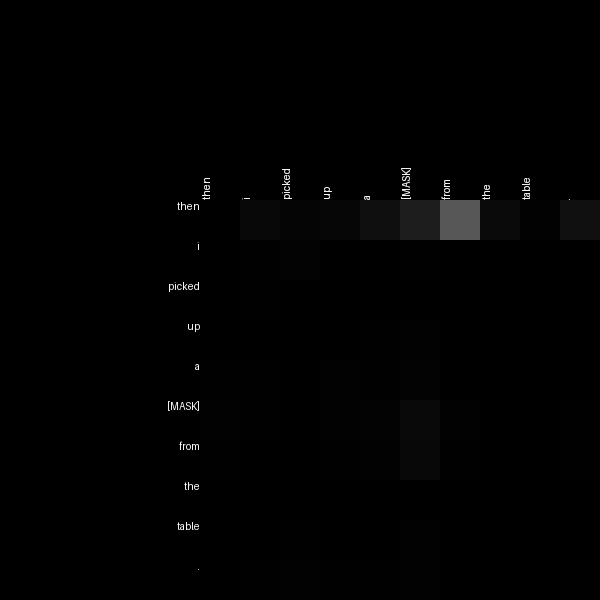 then i picked up a [MASK] from the table .
then
i
picked
up
a
[MASK]
from
the
table
.